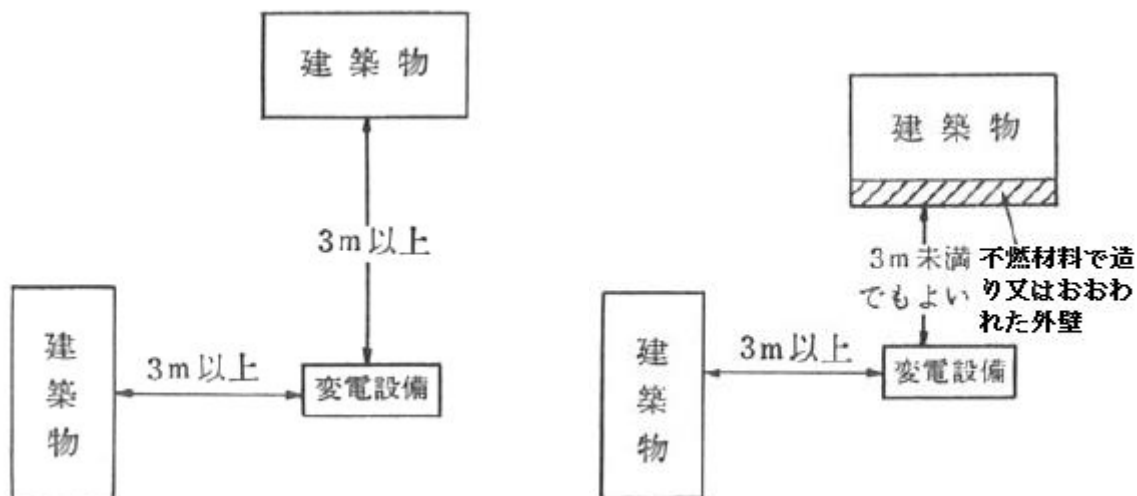 建築物
3m以上
建築物
3m以上
変電設備
建築物
3m未満
でもよい
不燃材料で造
り又はおおわ
れた外壁
建築物
3m以上
変電設備